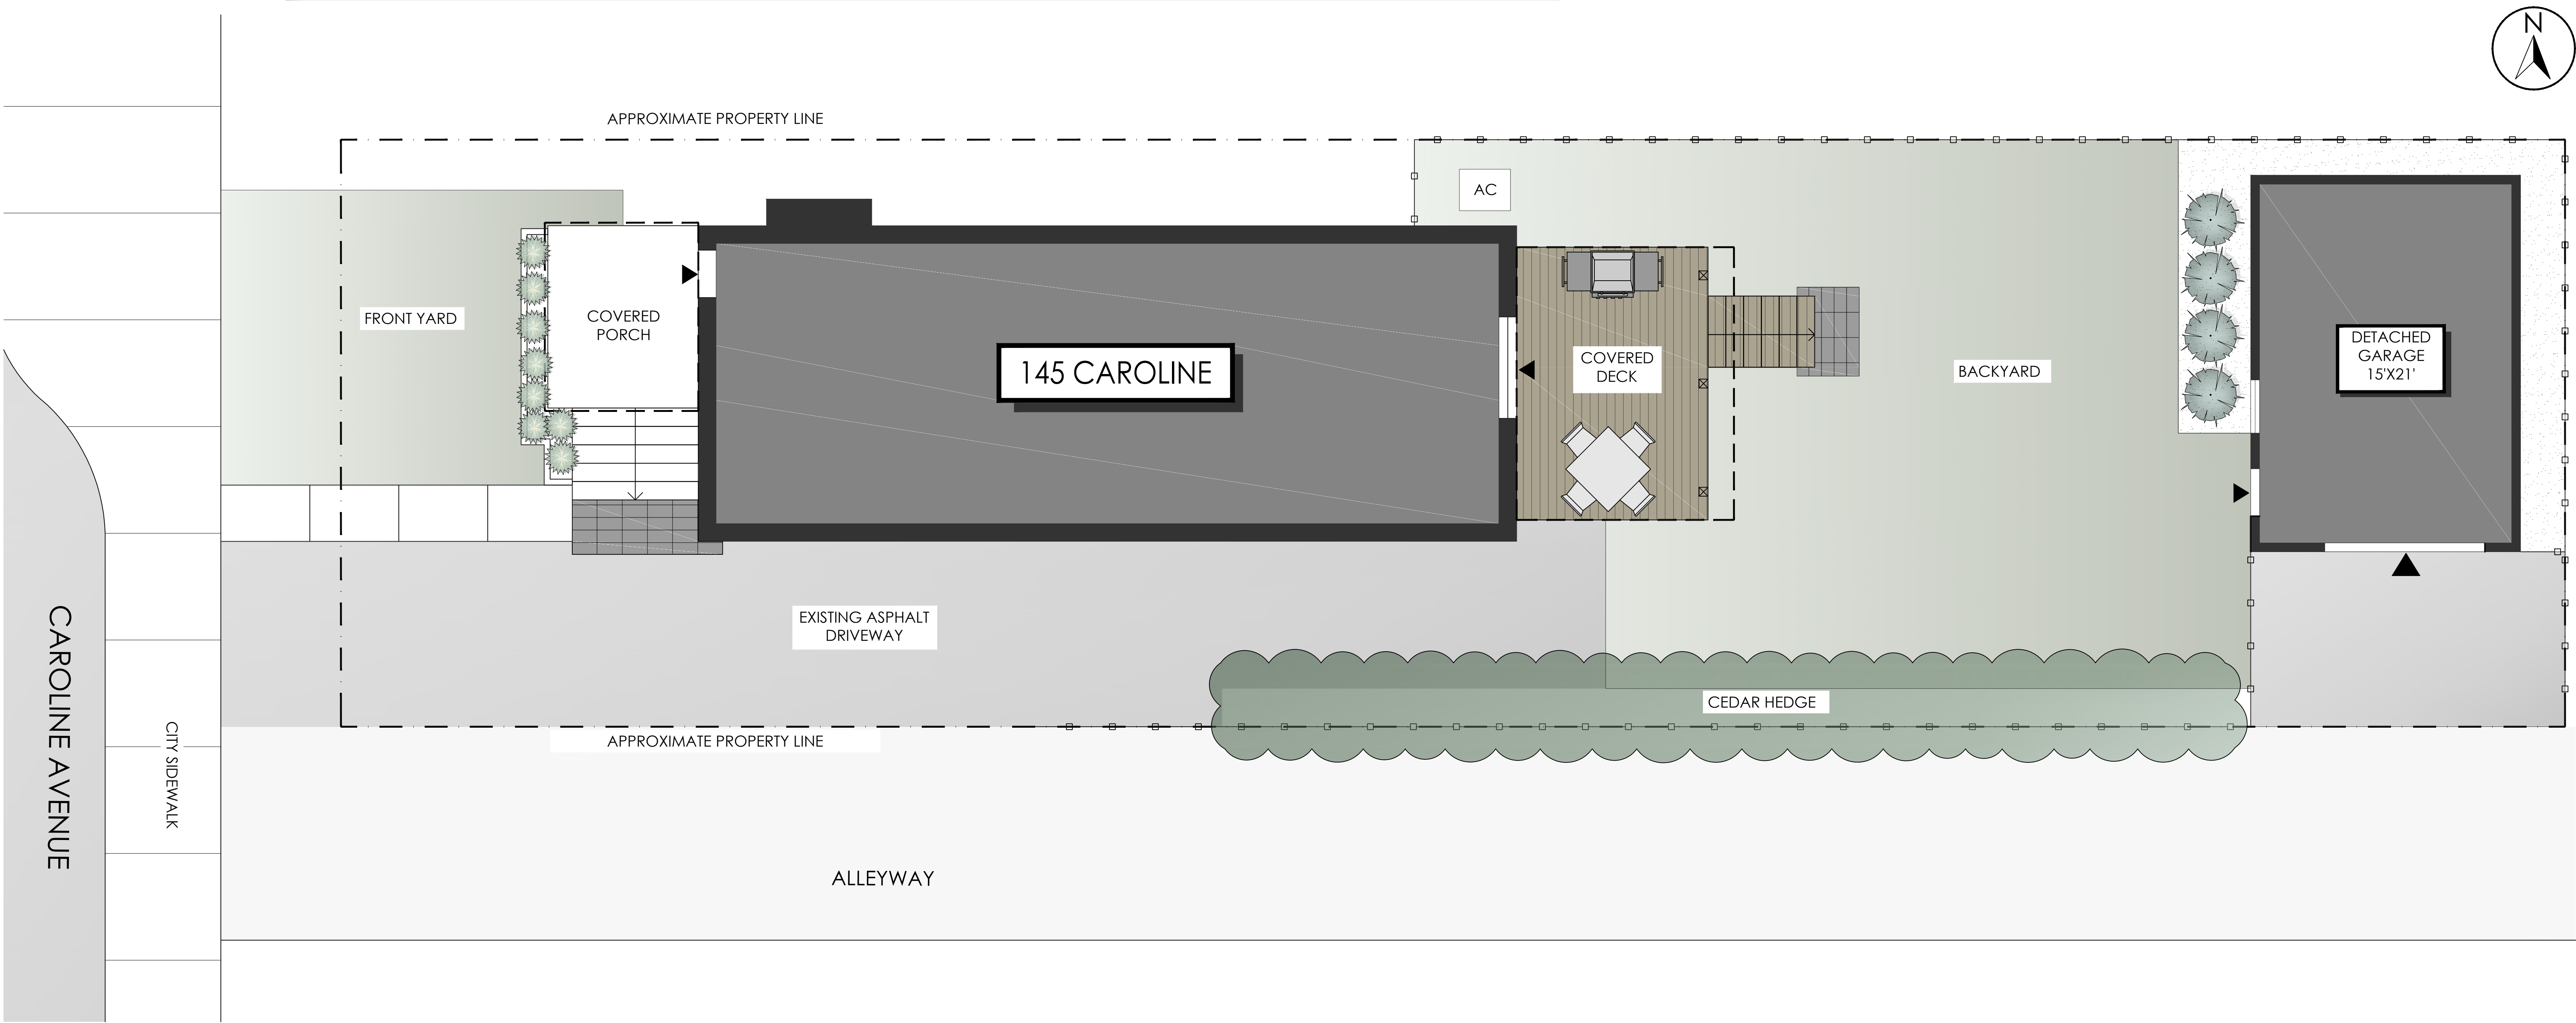 N
APPROXIMATE PROPERTY LINE
AC
FRONT YARD
COVERED
PORCH
145 CAROLINE
COVERED
DECK
BACKYARD
DETACHED
GARAGE
15'X21'
EXISTING ASPHALT
DRIVEWAY
CEDAR HEDGE
APPROXIMATE PROPERTY LINE
CAROLINE AVENUE
CITY SIDEWALK
ALLEYWAY